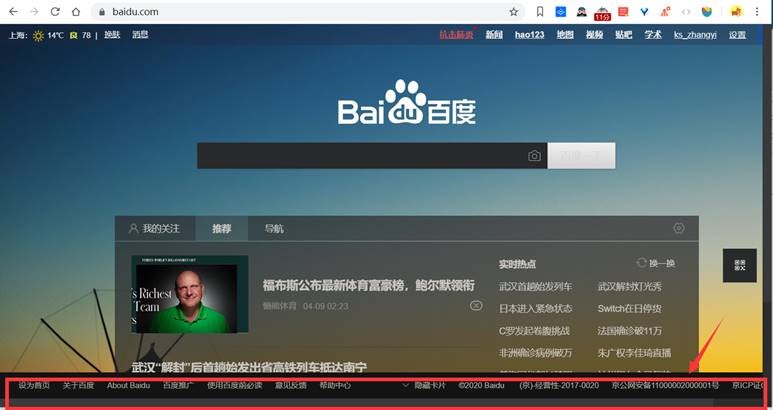 baidu.com
11分
上海: 14℃ 良 78 | 换肤 消息
抗击肺炎 新闻 hao123 地图 视频 贴吧 学术 ks_zhangyi 设置
Bai du 百度
我的关注 推荐 导航
's Richest
Team
rs
福布斯公布最新体育富豪榜，鲍尔默领衔
懒熊体育 04-09 02:23
武汉“解封”后首趟始发出省高铁列车抵达南宁
实时热点 换一换
武汉首趟始发列车 武汉解封灯光秀
日本进入紧急状态 Switch在日停货
C罗发起卷腹挑战 法国确诊破11万
非洲确诊病例破万 朱广权李佳琦直播
设为首页 关于百度 About Baidu 百度推广 使用百度前必读 意见反馈 帮助中心 隐藏卡片 ©2020 Baidu (京)-经营性-2017-0020 京公网安备11000002000001号 京ICP证0